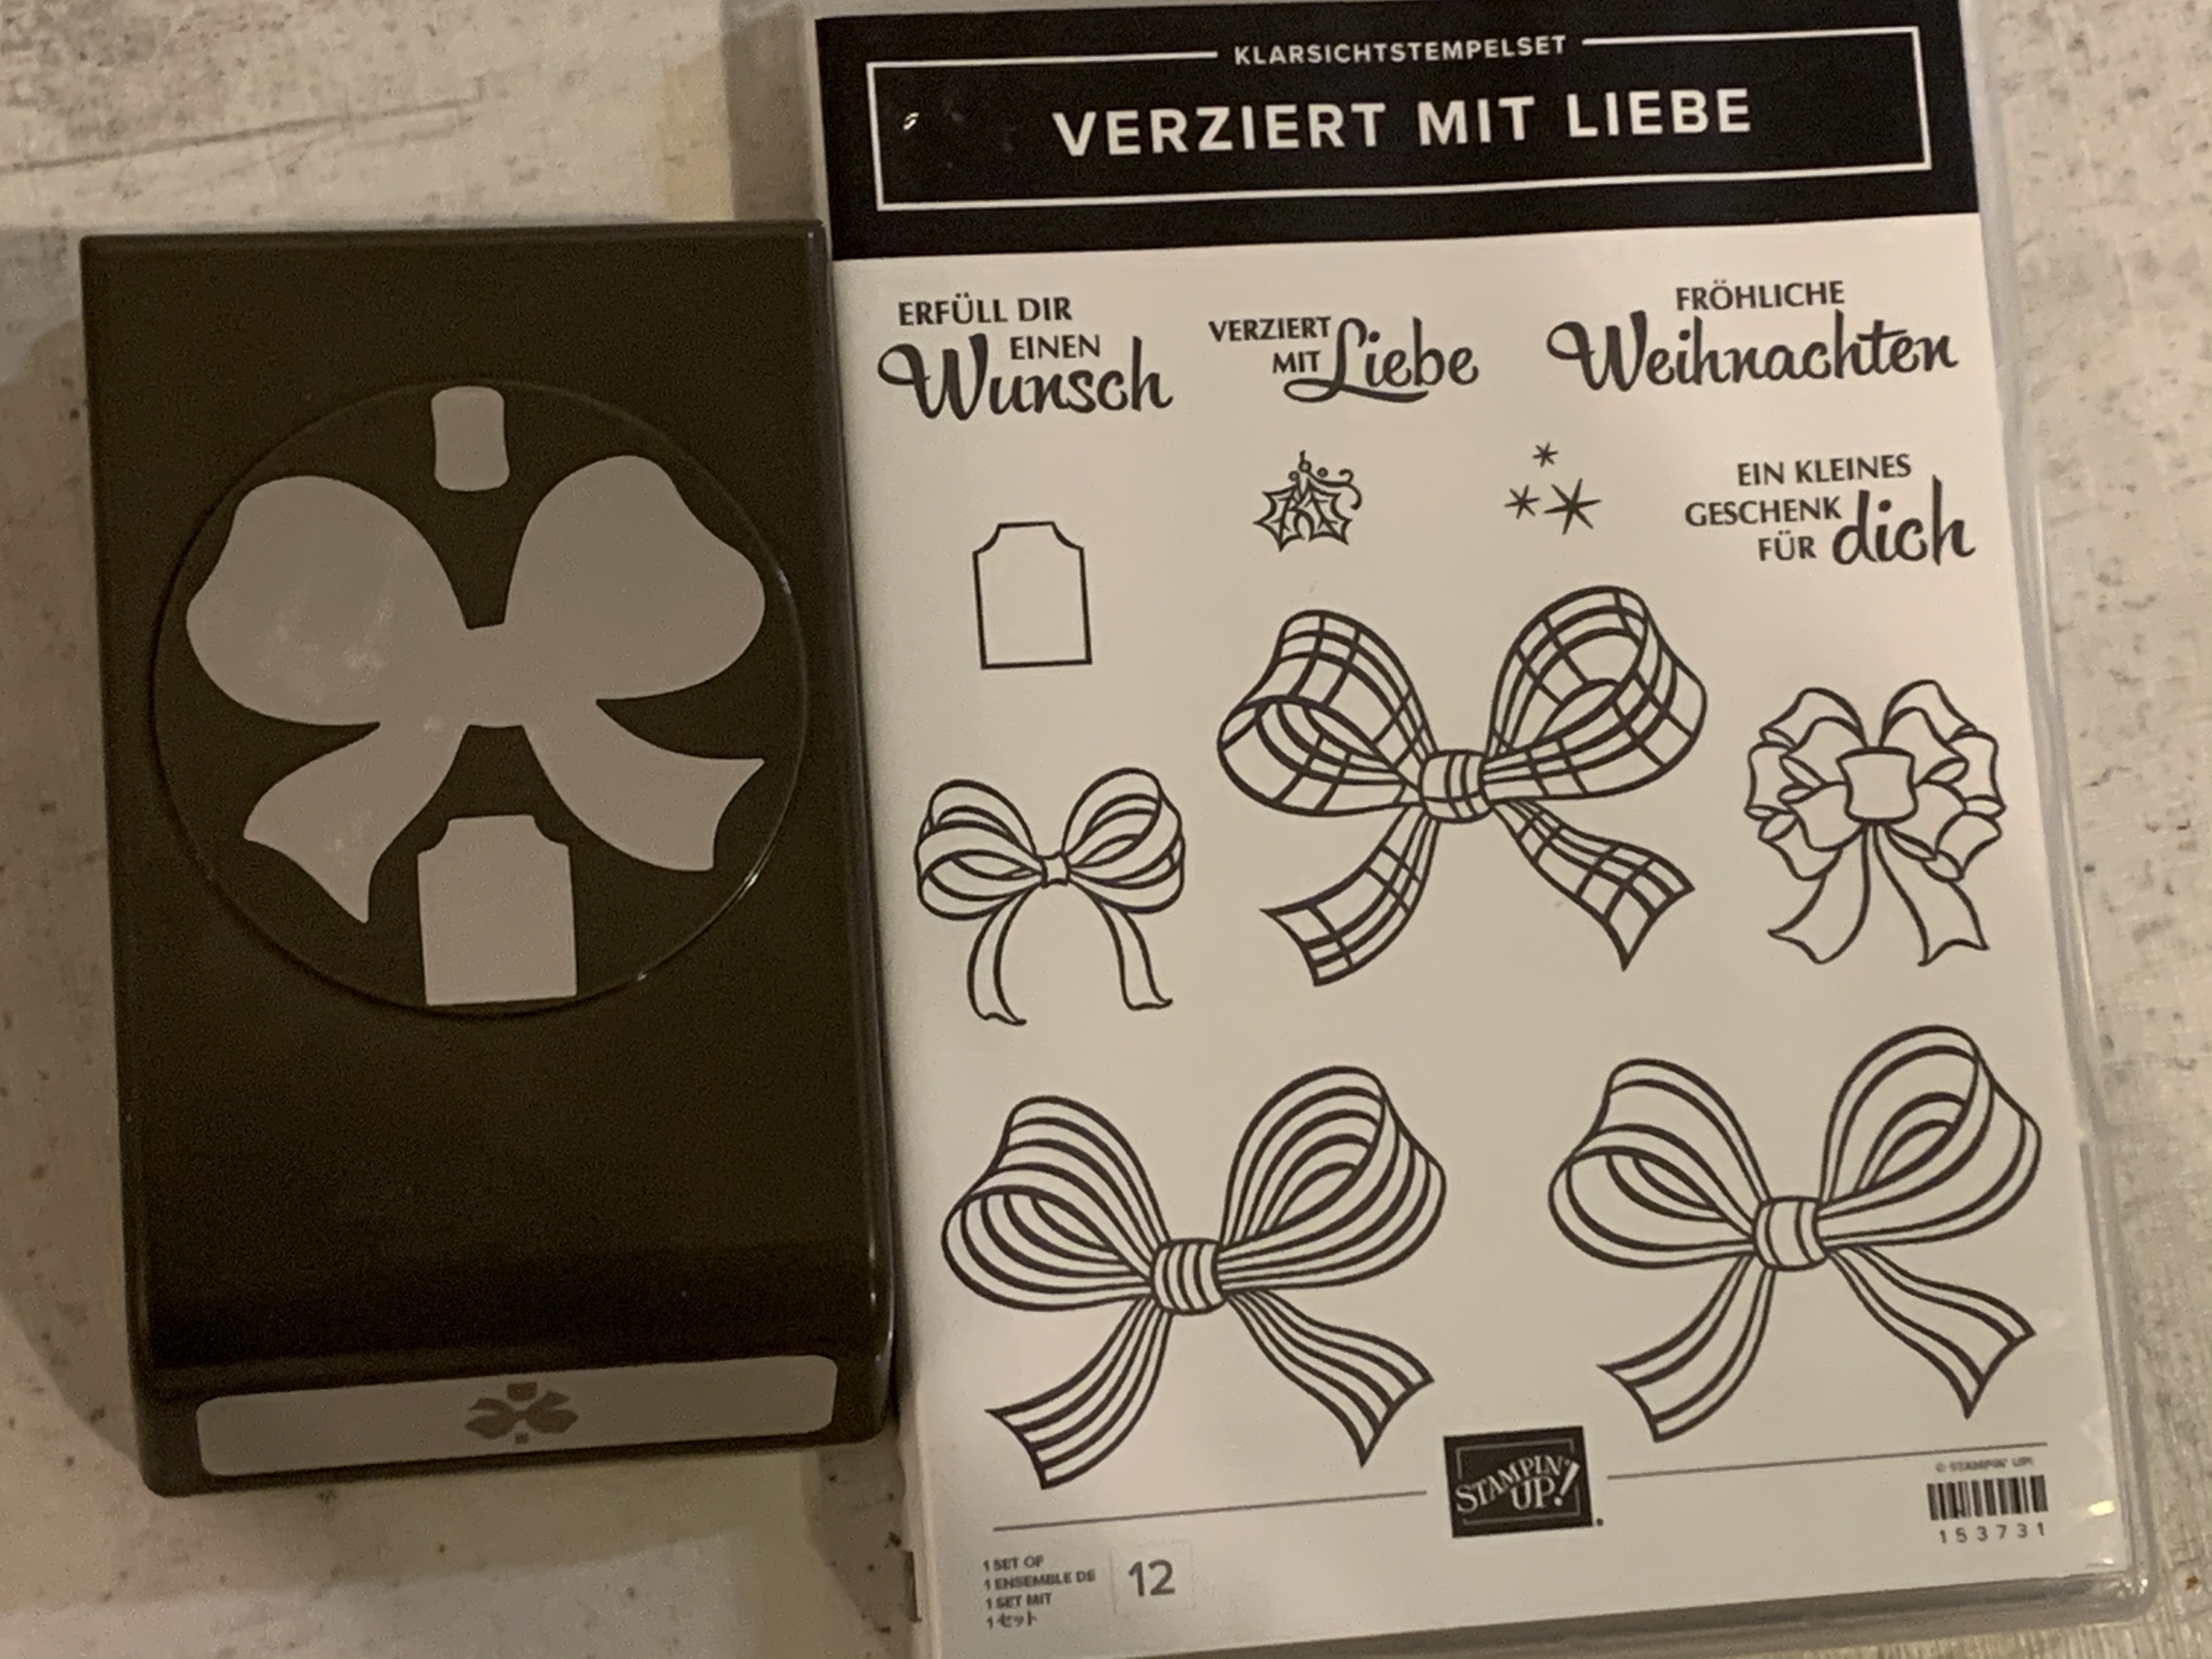 KLARSICHTSTEMPELSET
VERZIERT MIT LIEBE
ERFÜLL DIR
EINEN
Wunsch
VERZIERT
MIT Liebe
FRÖHLICHE
Weihnachten
EIN KLEINES
GESCHENK
FÜR dich
STAMPIN'
UP!
© STAMPIN' UP!
153731
1 SET OF
1 ENSEMBLE DE
1 SET MIT
1セット
12